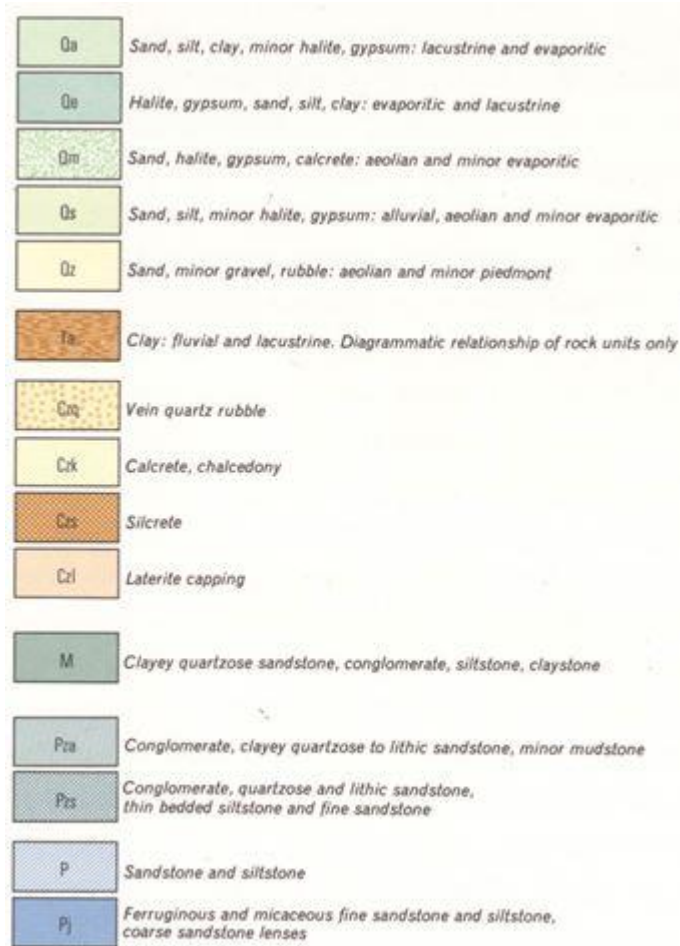 Qa Sand, silt, clay, minor halite, gypsum: lacustrine and evaporitic
Qe Halite, gypsum, sand, silt, clay: evaporitic and lacustrine
Qm Sand, halite, gypsum, calcrete: aeolian and minor evaporitic
Qs Sand, silt, minor halite, gypsum: alluvial, aeolian and minor evaporitic
Qz Sand, minor gravel, rubble: aeolian and minor piedmont
Ta Clay: fluvial and lacustrine. Diagrammatic relationship of rock units only
Czq Vein quartz rubble
Czk Calcrete, chalcedony
Czs Silcrete
Czl Laterite capping
M Clayey quartzose sandstone, conglomerate, siltstone, claystone
Pza Conglomerate, clayey quartzose to lithic sandstone, minor mudstone
Pzs Conglomerate, quartzose and lithic sandstone,
thin bedded siltstone and fine sandstone
P Sandstone and siltstone
Pj Ferruginous and micaceous fine sandstone and siltstone,
coarse sandstone lenses